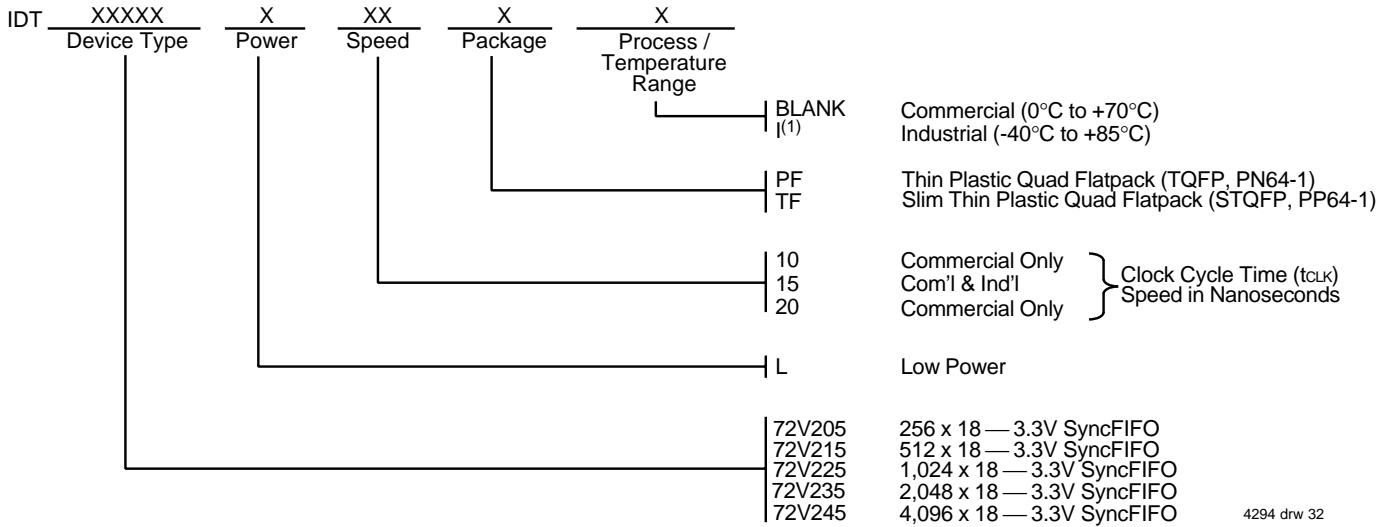 IDT XXXXX X XX X X
Device Type Power Speed Package Process /
Temperature
Range
BLANK Commercial (0°C to +70°C)
I(1) Industrial (-40°C to +85°C)
PF Thin Plastic Quad Flatpack (TQFP, PN64-1)
TF Slim Thin Plastic Quad Flatpack (STQFP, PP64-1)
10 Commercial Only
15 Com'l & Ind'l
20 Commercial Only
Clock Cycle Time (tCLK)
Speed in Nanoseconds
L Low Power
72V205 256 x 18 — 3.3V SyncFIFO
72V215 512 x 18 — 3.3V SyncFIFO
72V225 1,024 x 18 — 3.3V SyncFIFO
72V235 2,048 x 18 — 3.3V SyncFIFO
72V245 4,096 x 18 — 3.3V SyncFIFO
4294 drw 32